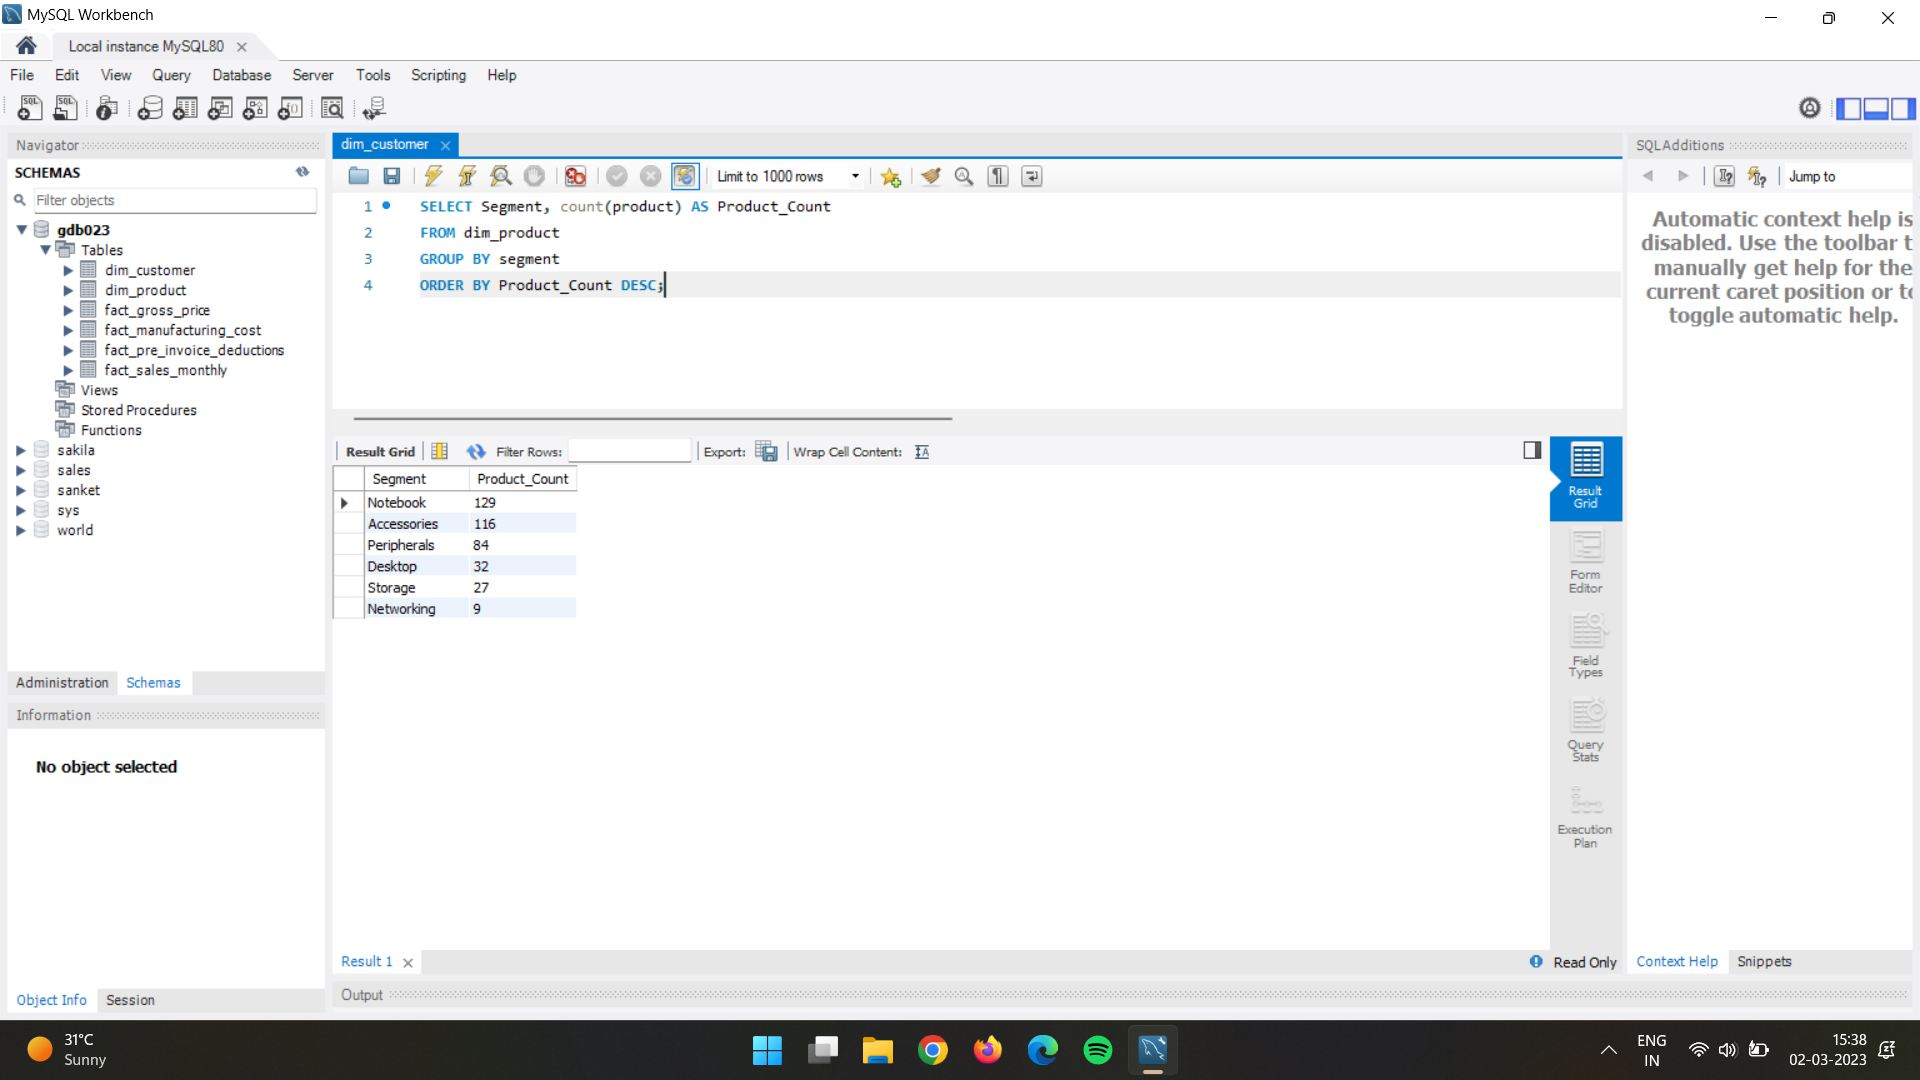 MySQL Workbench
Local instance MySQL80
File Edit View Query Database Server Tools Scripting Help
SQL SQL
Navigator
SCHEMAS
Filter objects
gdb023
Tables
dim_customer
dim_product
fact_gross_price
fact_manufacturing_cost
fact_pre_invoice_deductions
fact_sales_monthly
Views
Stored Procedures
Functions
sakila
sales
sanket
sys
world
Administration Schemas
Information
No object selected
Object Info Session
dim_customer
Limit to 1000 rows
1 SELECT Segment, count(product) AS Product_Count
2 FROM dim_product
3 GROUP BY segment
4 ORDER BY Product_Count DESC;
Result Grid Filter Rows: Export: Wrap Cell Content:
Segment Product_Count
Notebook 129
Accessories 116
Peripherals 84
Desktop 32
Storage 27
Networking 9
Result
Grid
Form
Editor
Field
Types
Query
Stats
Execution
Plan
Result 1
Read Only
Output
SQLAdditions
Jump to
Automatic context help is
disabled. Use the toolbar t
manually get help for the
current caret position or to
toggle automatic help.
Context Help Snippets
31°C
Sunny
ENG
IN
15:38
02-03-2023